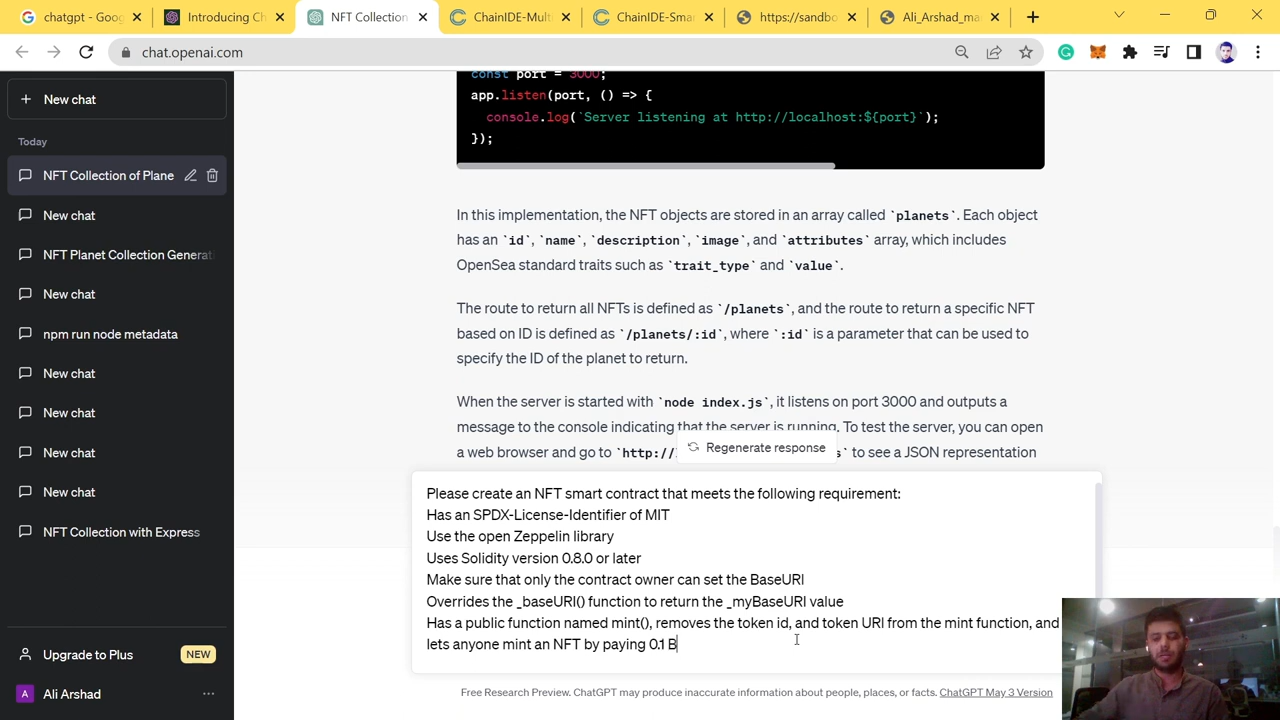 chatgpt - Goog
Introducing Ch
NFT Collection
ChainIDE-Multi
ChainIDE-Smar
https://sandbo
Ali_Arshad_ma
chat.openai.com
New chat
Today
NFT Collection of Plane
New chat
NFT Planet Collection Generat
New chat
npm run node metadata
New chat
New chat
New chat
New chat
NFT Collection with Express
Upgrade to Plus
NEW
A
Ali Arshad
const port = 3000;
app.listen(port, () => {
console.log(`Server listening at http://localhost:${port}`);
});
In this implementation, the NFT objects are stored in an array called `planets`. Each object
has an `id`, `name`, `description`, `image`, and `attributes` array, which includes
OpenSea standard traits such as `trait_type` and `value`.
The route to return all NFTs is defined as `/planets`, and the route to return a specific NFT
based on ID is defined as `/planets/:id`, where `:id` is a parameter that can be used to
specify the ID of the planet to return.
When the server is started with `node index.js`, it listens on port 3000 and outputs a
message to the console indicating that the server is running. To test the server, you can open
Regenerate response
a web browser and go to `http:// to see a JSON representation
Please create an NFT smart contract that meets the following requirement:
Has an SPDX-License-Identifier of MIT
Use the open Zeppelin library
Uses Solidity version 0.8.0 or later
Make sure that only the contract owner can set the BaseURI
Overrides the _baseURI() function to return the _myBaseURI value
Has a public function named mint(), removes the token id, and token URI from the mint function, and
lets anyone mint an NFT by paying 0.1 B
Free Research Preview. ChatGPT may produce inaccurate information about people, places, or facts. ChatGPT May 3 Version